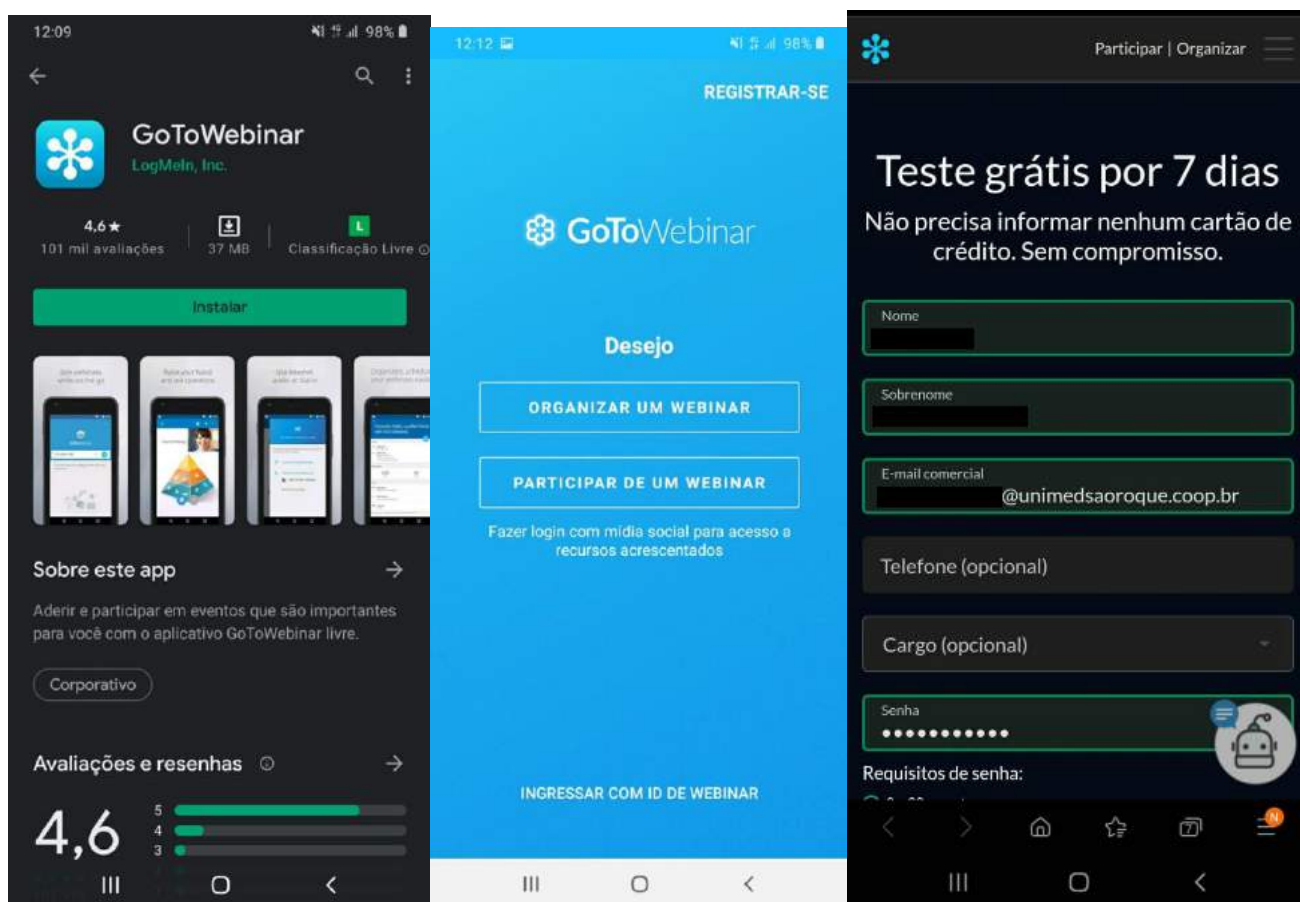 12:09
98%
GoToWebinar
LogMeIn, Inc.
4,6★
101 mil avaliações
37 MB
L
Classificação Livre
Instalar
Sobre este app
Aderir e participar em eventos que são importantes
para você com o aplicativo GoToWebinar livre.
Corporativo
Avaliações e resenhas
4,6
5
4
3
12:12
98%
REGISTRAR-SE
GoToWebinar
Desejo
ORGANIZAR UM WEBINAR
PARTICIPAR DE UM WEBINAR
Fazer login com mídia social para acesso a
recursos acrescentados
INGRESSAR COM ID DE WEBINAR
Participar | Organizar
Teste grátis por 7 dias
Não precisa informar nenhum cartão de
crédito. Sem compromisso.
Nome
Sobrenome
E-mail comercial
@unimedsaoroque.coop.br
Telefone (opcional)
Cargo (opcional)
Senha
•••••••••••
Requisitos de senha:
7
N